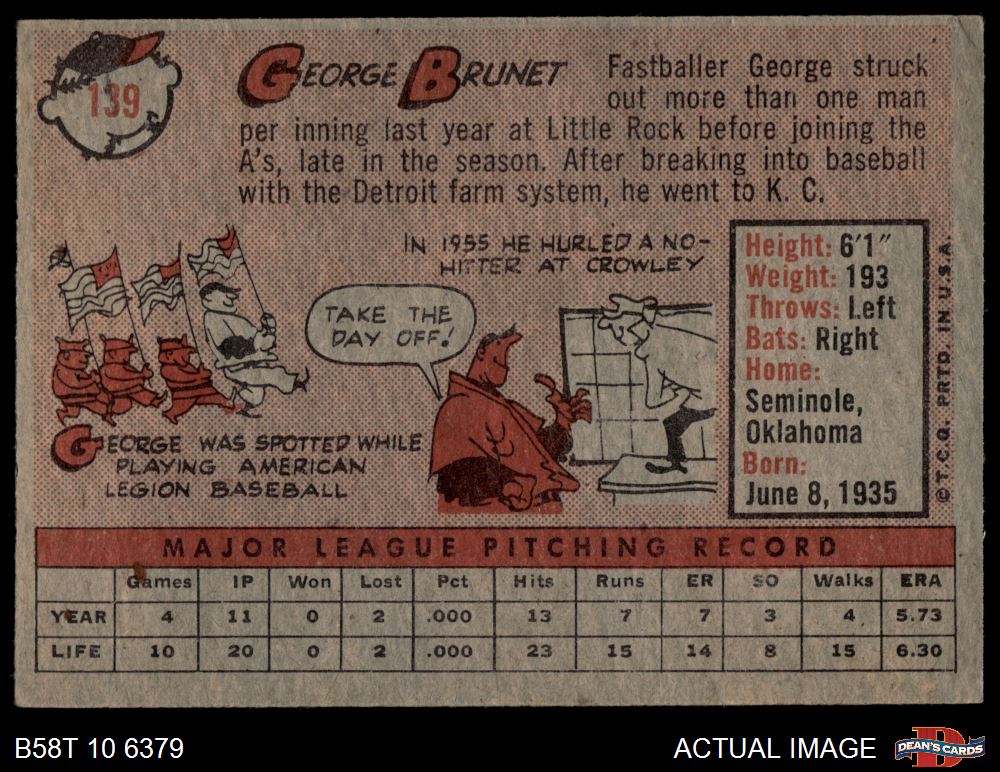 139
GEORGE BRUNET
Fastballer George struck
out more than one man
per inning last year at Little Rock before joining the
A's, late in the season. After breaking into baseball
with the Detroit farm system, he went to K. C.
IN 1955 HE HURLED A NO-
HITTER AT CROWLEY
TAKE THE
DAY OFF!
GEORGE WAS SPOTTED WHILE
PLAYING AMERICAN
LEGION BASEBALL
Height: 6'1"
Weight: 193
Throws: Left
Bats: Right
Home:
Seminole,
Oklahoma
Born:
June 8, 1935
© T.C.G. PRTD. IN U.S.A.
MAJOR LEAGUE PITCHING RECORD
Games IP Won Lost Pct Hits Runs ER SO Walks ERA
YEAR 4 11 0 2 .000 13 7 7 3 4 5.73
LIFE 10 20 0 2 .000 23 15 14 8 15 6.30
B58T 10 6379
ACTUAL IMAGE
D
DEAN'S CARDS